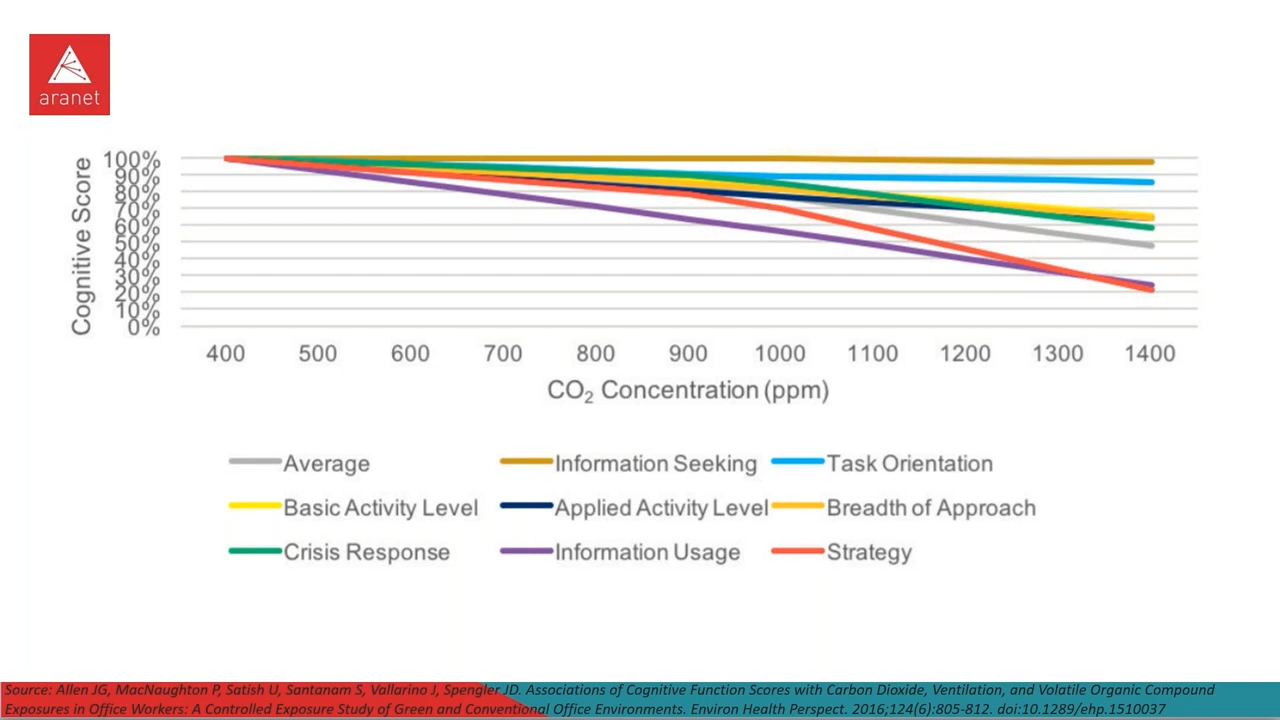 aranet
Cognitive Score
100%
90%
80%
70%
60%
50%
40%
30%
20%
10%
0%
400 500 600 700 800 900 1000 1100 1200 1300 1400
CO₂ Concentration (ppm)
Average Information Seeking Task Orientation
Basic Activity Level Applied Activity Level Breadth of Approach
Crisis Response Information Usage Strategy
Source: Allen JG, MacNaughton P, Satish U, Santanam S, Vallarino J, Spengler JD. Associations of Cognitive Function Scores with Carbon Dioxide, Ventilation, and Volatile Organic Compound
Exposures in Office Workers: A Controlled Exposure Study of Green and Conventional Office Environments. Environ Health Perspect. 2016;124(6):805-812. doi:10.1289/ehp.1510037